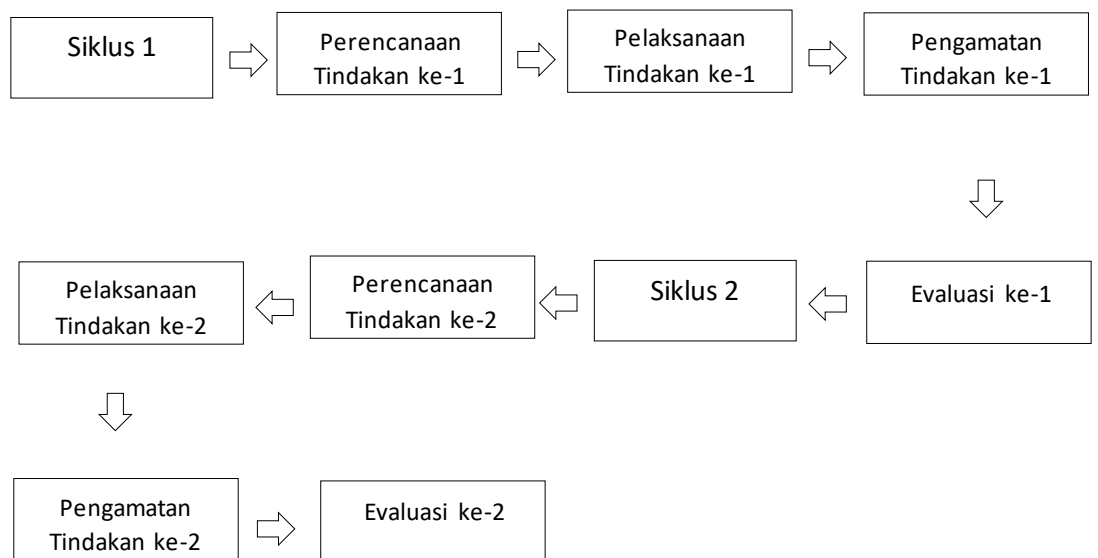 Siklus 1
Perencanaan
Tindakan ke-1
Pelaksanaan
Tindakan ke-1
Pengamatan
Tindakan ke-1
Evaluasi ke-1
Siklus 2
Perencanaan
Tindakan ke-2
Pelaksanaan
Tindakan ke-2
Pengamatan
Tindakan ke-2
Evaluasi ke-2